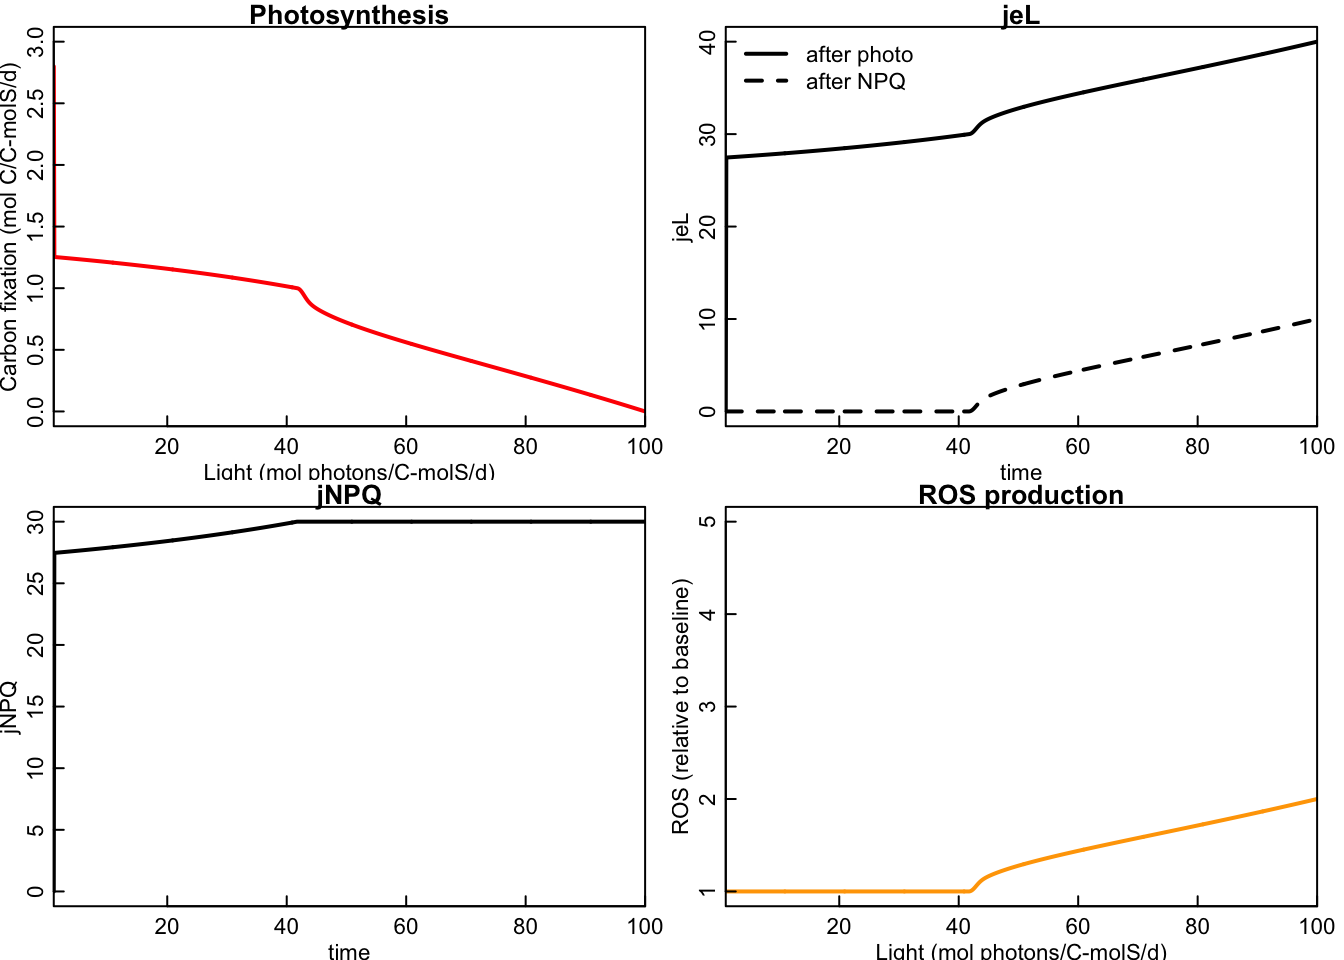 Photosynthesis
Carbon fixation (mol C/C-molS/d)
3.0
2.5
2.0
1.5
1.0
0.5
0.0
20 40 60 80 100
Light (mol photons/C-molS/d)
jeL
after photo
after NPQ
jeL
40
30
20
10
0
20 40 60 80 100
time
jNPQ
jNPQ
30
25
20
15
10
5
0
20 40 60 80 100
time
ROS production
ROS (relative to baseline)
5
4
3
2
1
20 40 60 80 100
Light (mol photons/C-molS/d)